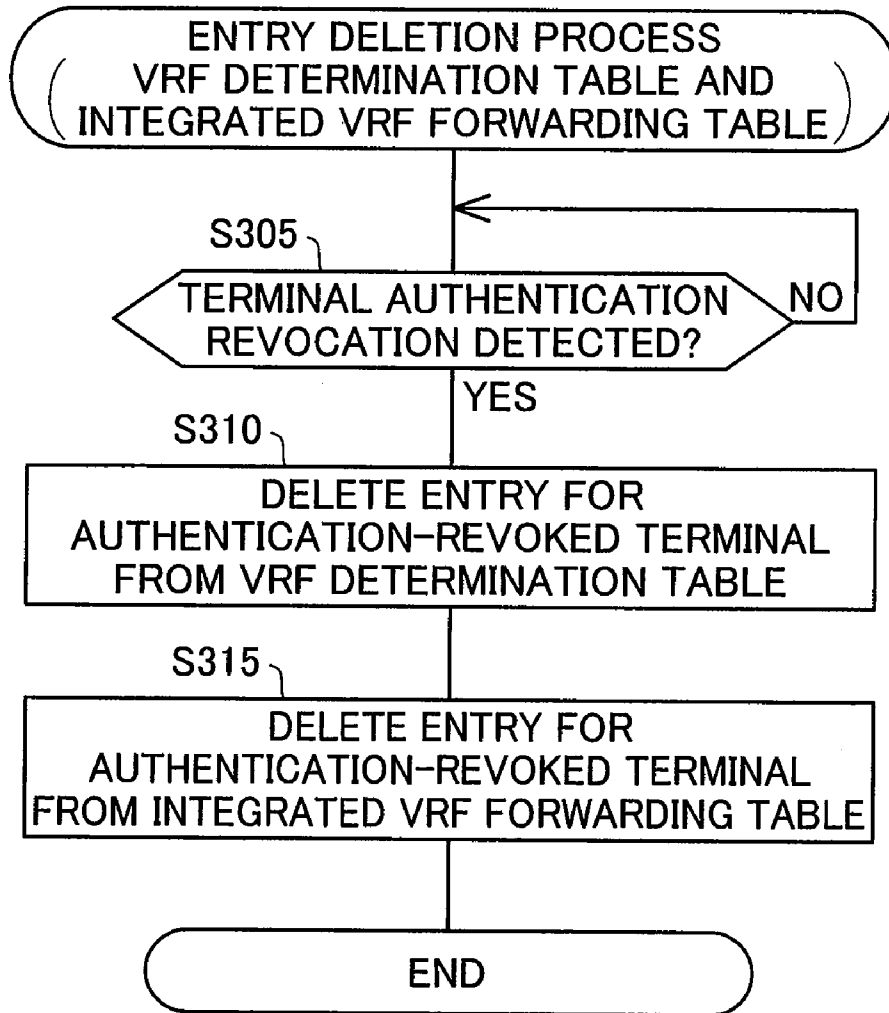 ENTRY DELETION PROCESS
(VRF DETERMINATION TABLE AND
INTEGRATED VRF FORWARDING TABLE)
S305
TERMINAL AUTHENTICATION
REVOCATION DETECTED?
NO
YES
S310
DELETE ENTRY FOR
AUTHENTICATION-REVOKED TERMINAL
FROM VRF DETERMINATION TABLE
S315
DELETE ENTRY FOR
AUTHENTICATION-REVOKED TERMINAL
FROM INTEGRATED VRF FORWARDING TABLE
END